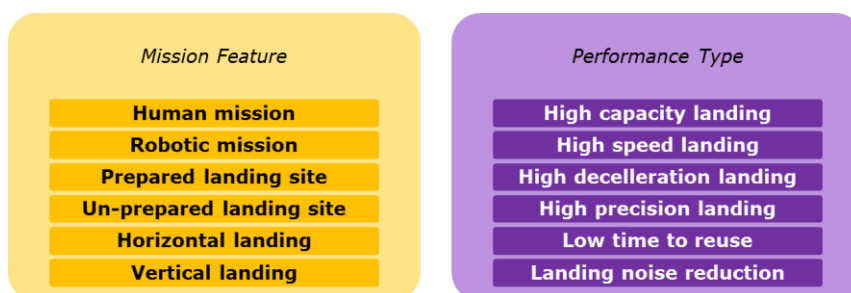 Mission Feature
Human mission
Robotic mission
Prepared landing site
Un-prepared landing site
Horizontal landing
Vertical landing
Performance Type
High capacity landing
High speed landing
High decelleration landing
High precision landing
Low time to reuse
Landing noise reduction